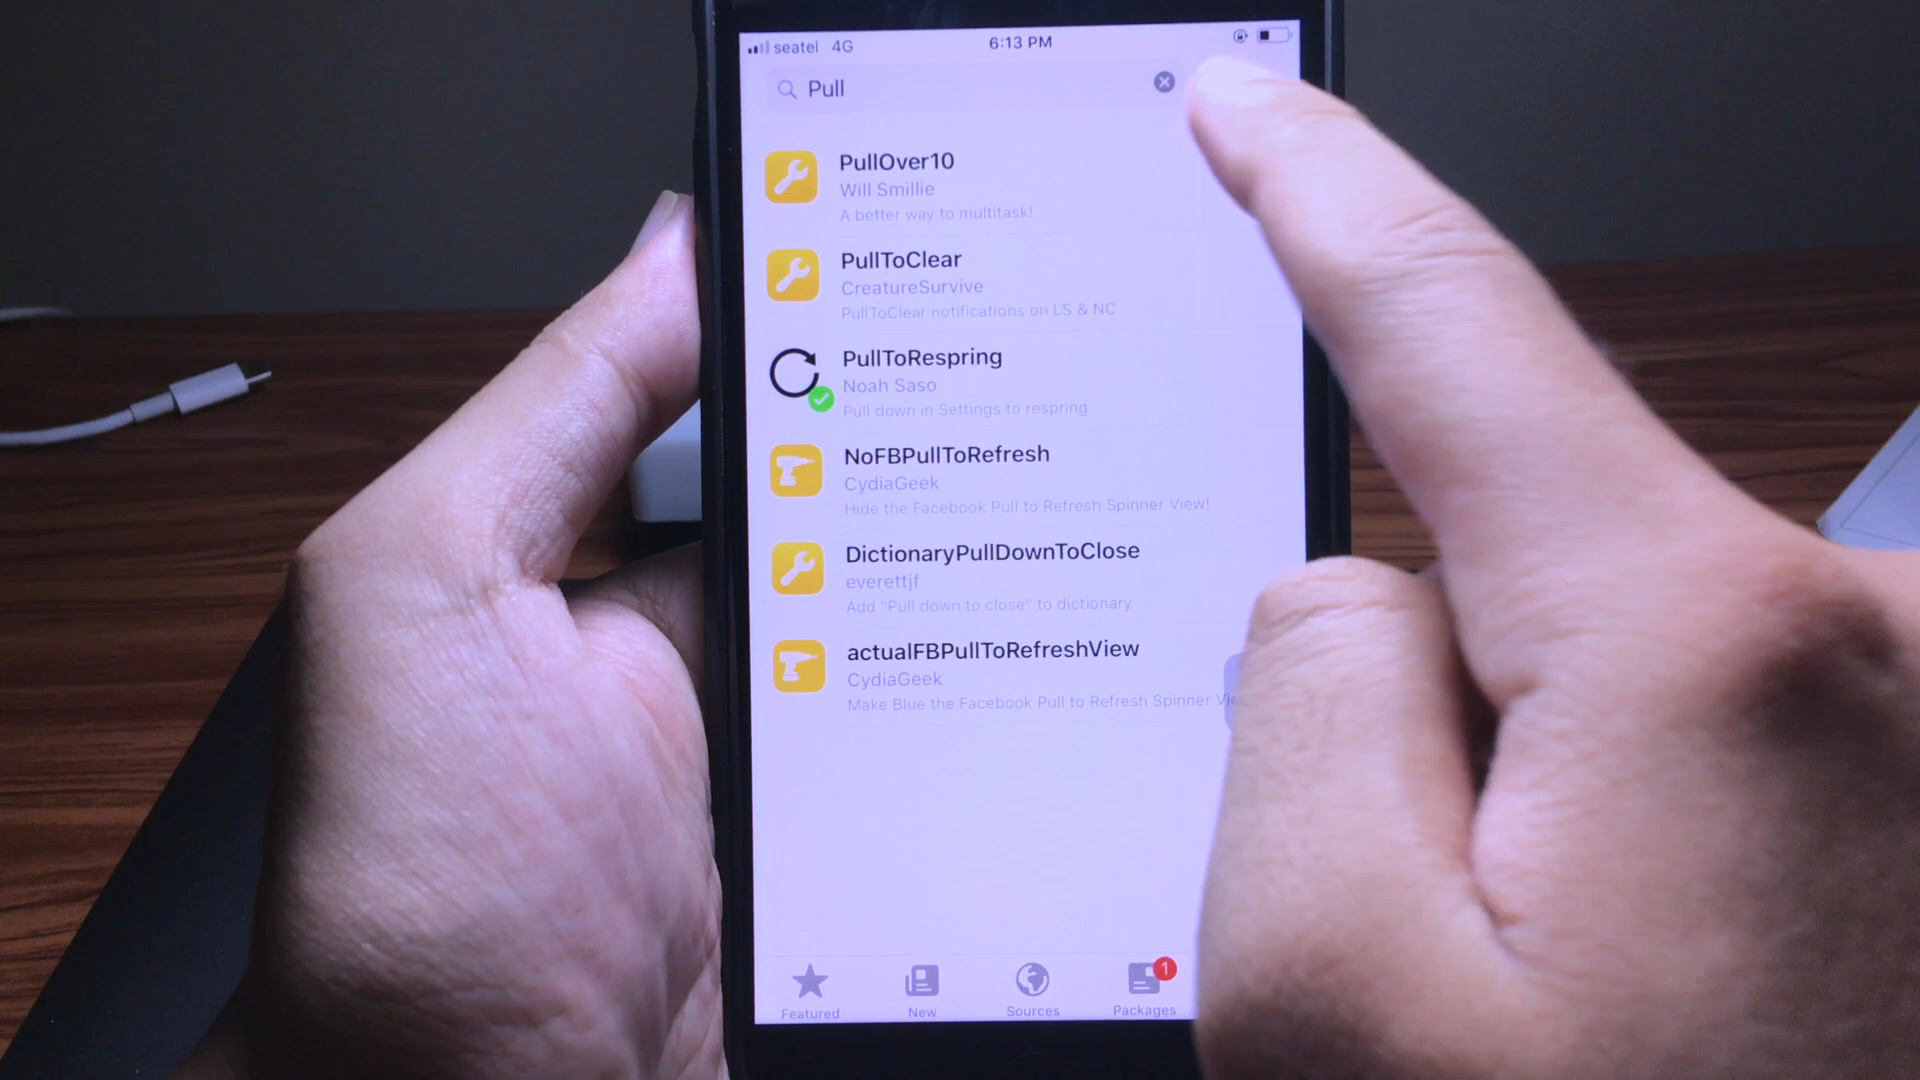 seatel 4G 6:13 PM
Pull
PullOver10
Will Smillie
A better way to multitask!
PullToClear
CreatureSurvive
PullToClear notifications on LS & NC
PullToRespring
Noah Saso
Pull down in Settings to respring
NoFBPullToRefresh
CydiaGeek
Hide the Facebook Pull to Refresh Spinner View!
DictionaryPullDownToClose
everettjf
Add "Pull down to close" to dictionary
actualFBPullToRefreshView
CydiaGeek
Make Blue the Facebook Pull to Refresh Spinner
1
Featured New Sources Packages